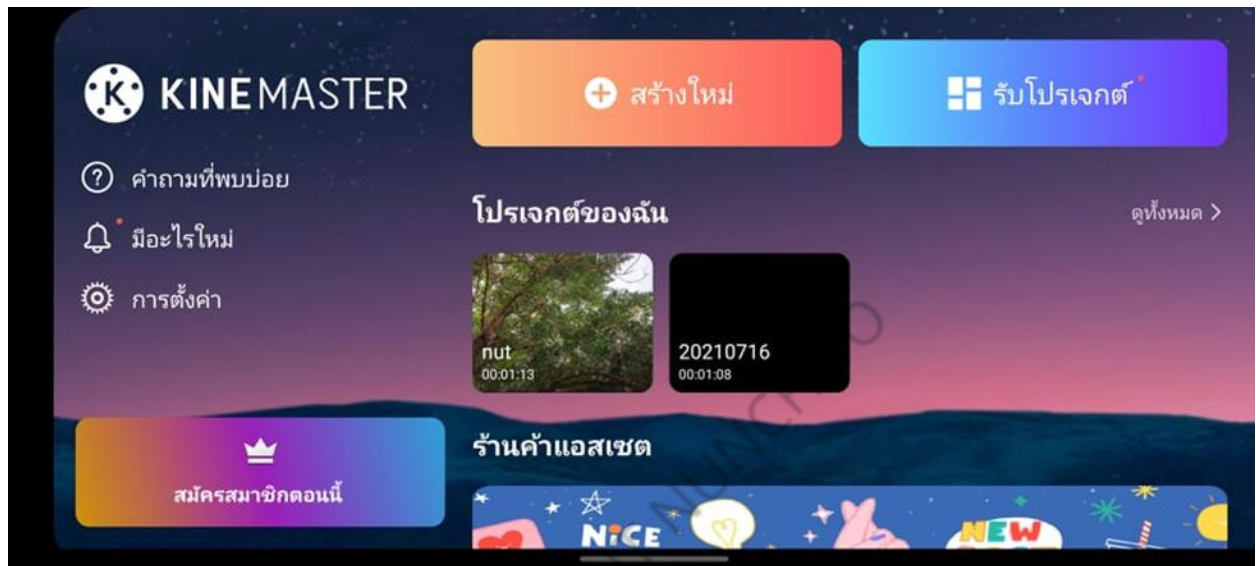 KINEMASTER
คำถามที่พบบ่อย
มีอะไรใหม่
การตั้งค่า
สมัครสมาชิกตอนนี้
สร้างใหม่
รับโปรเจกต์
โปรเจกต์ของฉัน
ดูทั้งหมด
nut
00:01:13
20210716
00:01:08
ร้านค้าแอสเซต
NiCE
NEW